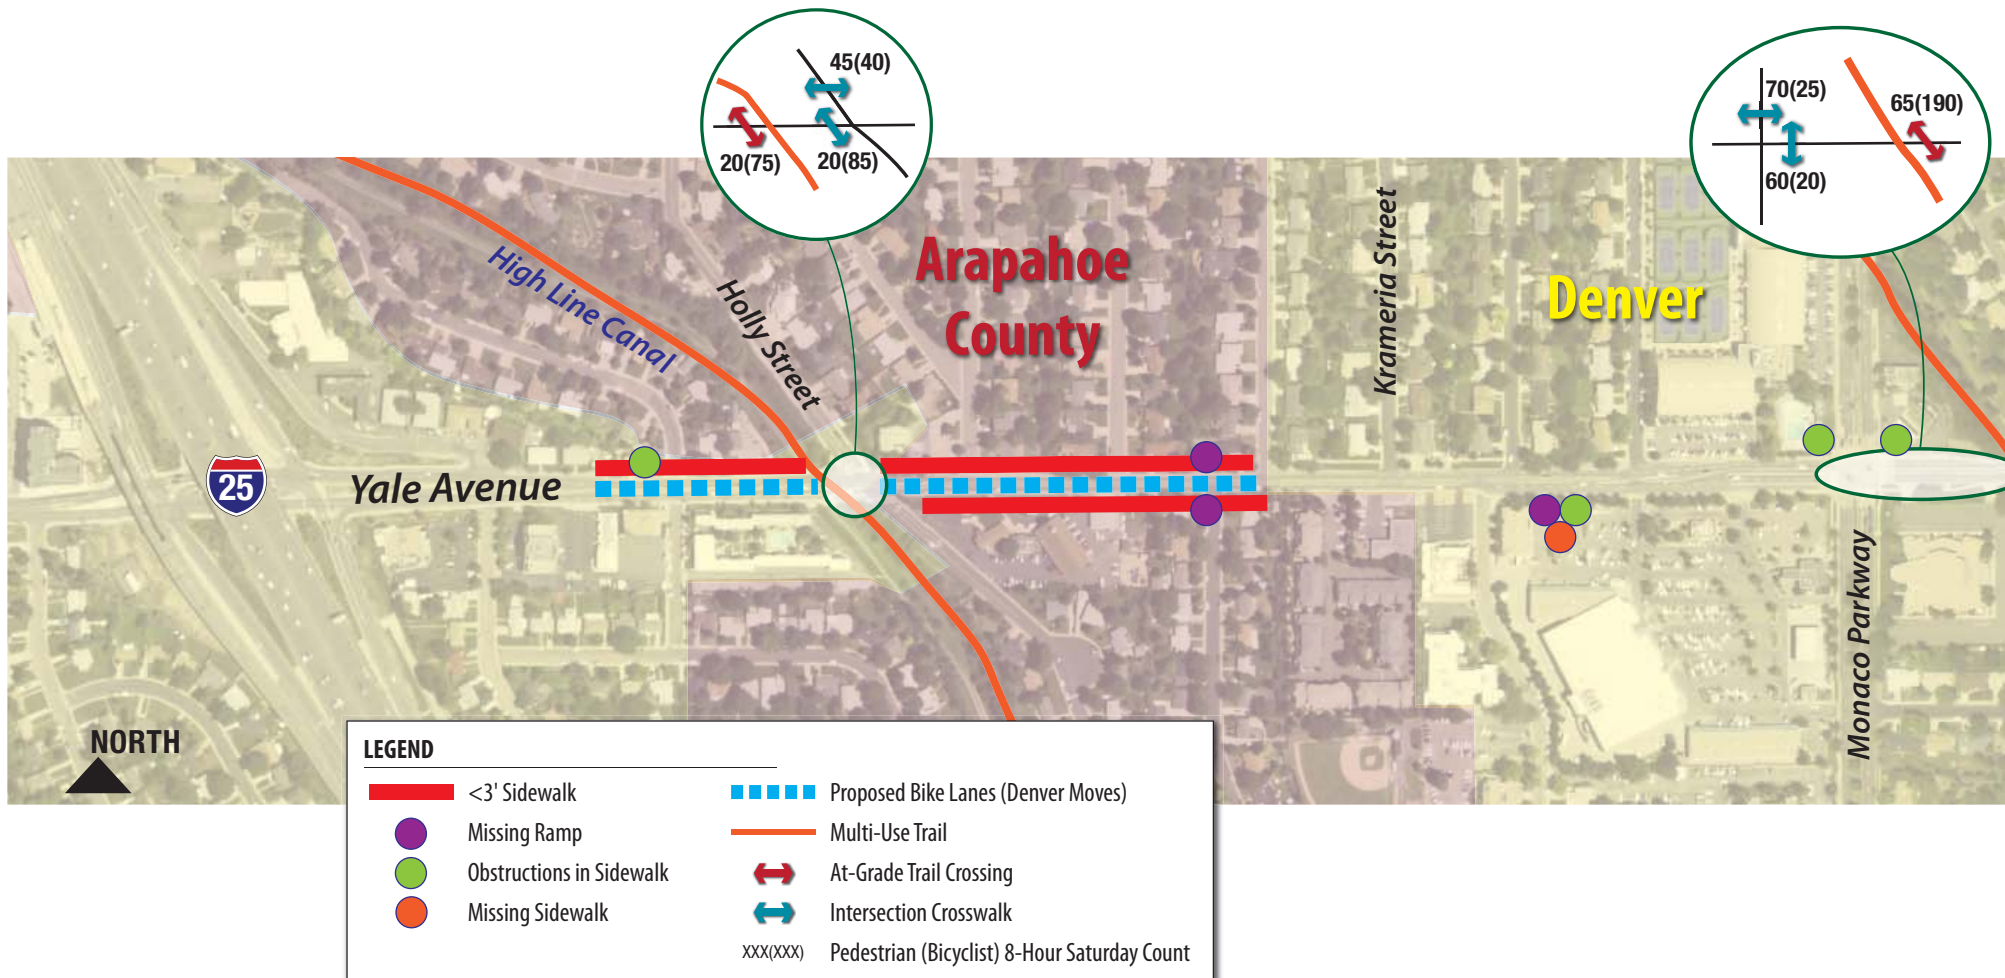 45(40)
20(75)
20(85)
70(25)
65(190)
60(20)
High Line Canal
Holly Street
Arapahoe
County
Krameria Street
Denver
25
Yale Avenue
Monaco Parkway
NORTH
LEGEND
<3' Sidewalk
Missing Ramp
Obstructions in Sidewalk
Missing Sidewalk
Proposed Bike Lanes (Denver Moves)
Multi-Use Trail
At-Grade Trail Crossing
Intersection Crosswalk
XXX(XXX) Pedestrian (Bicyclist) 8-Hour Saturday Count